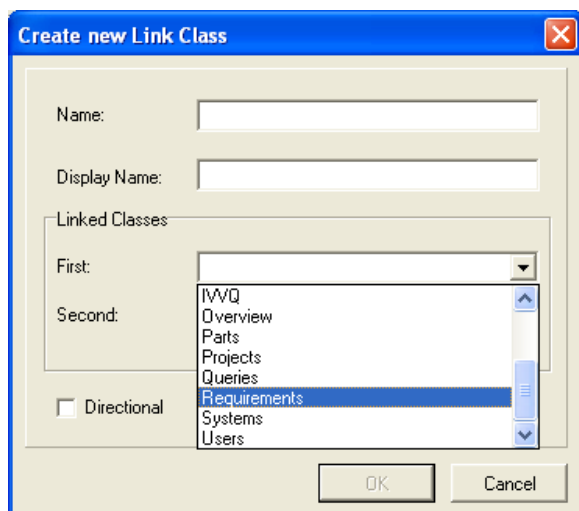 Create new Link Class
Name:
Display Name:
Linked Classes
First:
Second:
IVVQ
Overview
Parts
Projects
Queries
Requirements
Systems
Users
Directional
OK
Cancel